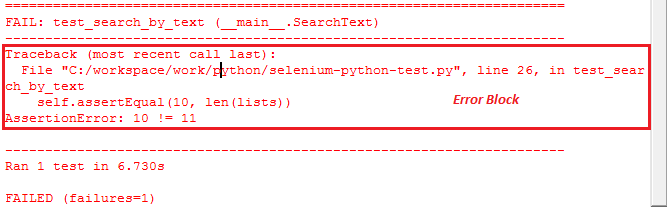 ======================================================================
FAIL: test_search_by_text (__main__.SearchText)
----------------------------------------------------------------------
Traceback (most recent call last):
  File "C:/workspace/work/python/selenium-python-test.py", line 26, in test_sear
ch_by_text
    self.assertEqual(10, len(lists))
Error Block
AssertionError: 10 != 11

----------------------------------------------------------------------
Ran 1 test in 6.730s

FAILED (failures=1)